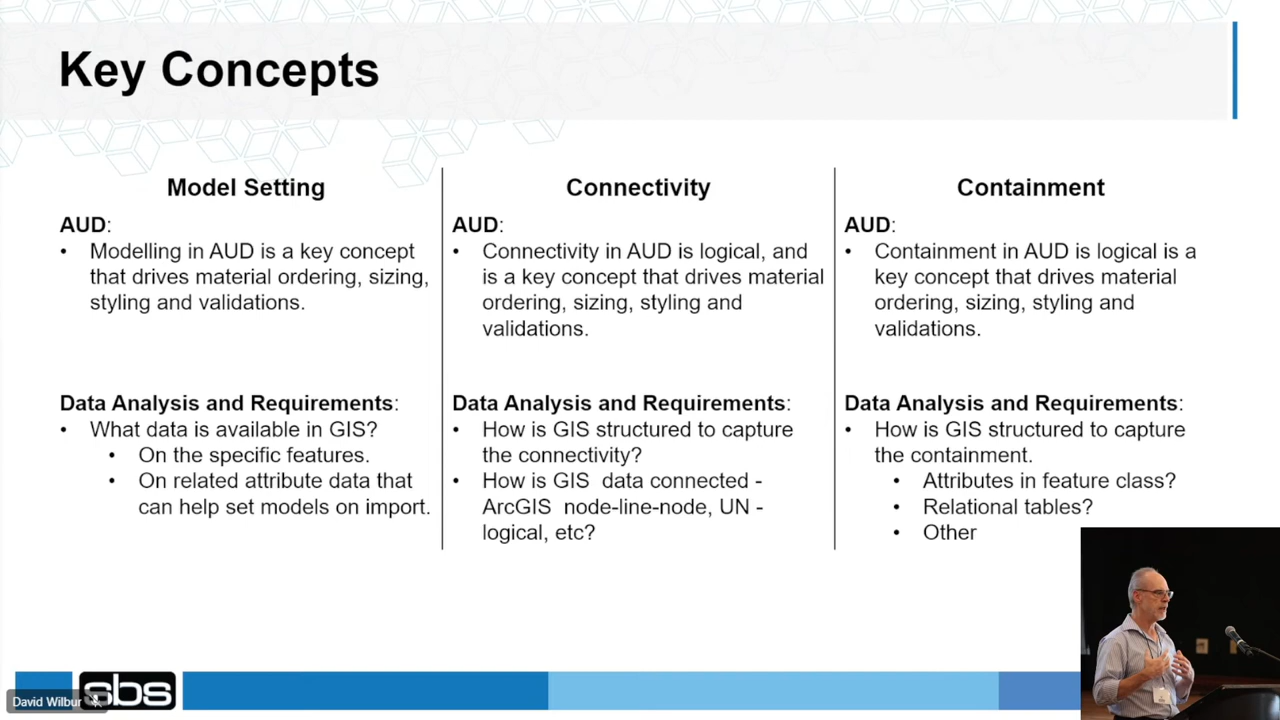 Key Concepts
Model Setting
AUD:
• Modelling in AUD is a key concept
that drives material ordering, sizing,
styling and validations.
Data Analysis and Requirements:
• What data is available in GIS?
• On the specific features.
• On related attribute data that
can help set models on import.
Connectivity
AUD:
• Connectivity in AUD is logical, and
is a key concept that drives material
ordering, sizing, styling and
validations.
Data Analysis and Requirements:
• How is GIS structured to capture
the connectivity?
• How is GIS data connected -
ArcGIS node-line-node, UN -
logical, etc?
Containment
AUD:
• Containment in AUD is logical is a
key concept that drives material
ordering, sizing, styling and
validations.
Data Analysis and Requirements:
• How is GIS structured to capture
the containment.
• Attributes in feature class?
• Relational tables?
• Other
sbs
David Wilbur